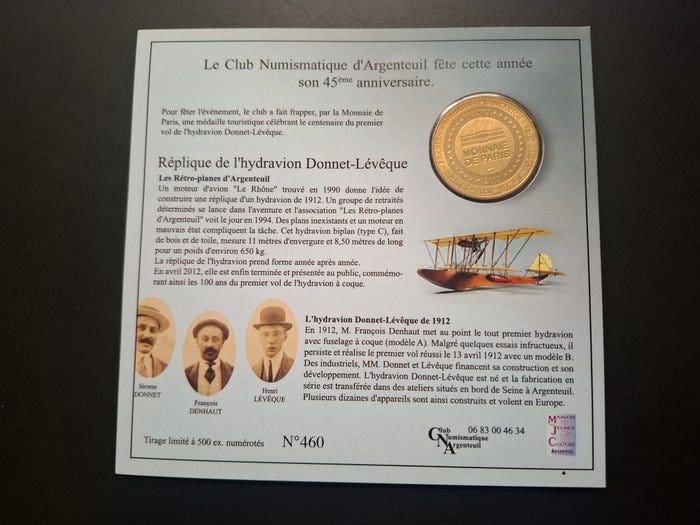 Le Club Numismatique d'Argenteuil fête cette année
son 45ème anniversaire.
Pour fêter l'évènement, le club a fait frapper, par la Monnaie de
Paris, une médaille touristique célébrant le centenaire du premier
vol de l'hydravion Donnet-Lévêque.
MONNAIE
DE PARIS
Réplique de l'hydravion Donnet-Lévêque
Les Rétro-planes d'Argenteuil
Un moteur d'avion "Le Rhône" trouvé en 1990 donne l'idée de
construire une réplique d'un hydravion de 1912. Un groupe de retraités
déterminés se lance dans l'aventure et l'association "Les Rétro-planes
d'Argenteuil" voit le jour en 1994. Des plans inexistants et un moteur en
mauvais état compliquent la tâche. Cet hydravion biplan (type C), fait
de bois et de toile, mesure 11 mètres d'envergure et 8,50 mètres de long
pour un poids d'environ 650 kg.
La réplique de l'hydravion prend forme année après année.
En avril 2012, elle est enfin terminée et présentée au public, commémo-
rant ainsi les 100 ans du premier vol de l'hydravion à coque.
L'hydravion Donnet-Lévêque de 1912
En 1912, M. François Denhaut met au point le tout premier hydravion
avec fuselage à coque (modèle A). Malgré quelques essais infructueux, il
persiste et réalise le premier vol réussi le 13 avril 1912 avec un modèle B.
Des industriels, MM. Donnet et Lévêque financent sa construction et son
développement. L'hydravion Donnet-Lévêque est né et la fabrication en
série est transférée dans des ateliers situés en bord de Seine à Argenteuil.
Plusieurs dizaines d'appareils sont ainsi construits et volent en Europe.
Jérome
DONNET
François
DENHAUT
Henri
LÉVÊQUE
Tirage limité à 500 ex. numérotés
N°460
Club
Numismatique
Argenteuil
06 83 00 46 34
MAISON
JEUNES
CULTURE
ARGENTEUIL